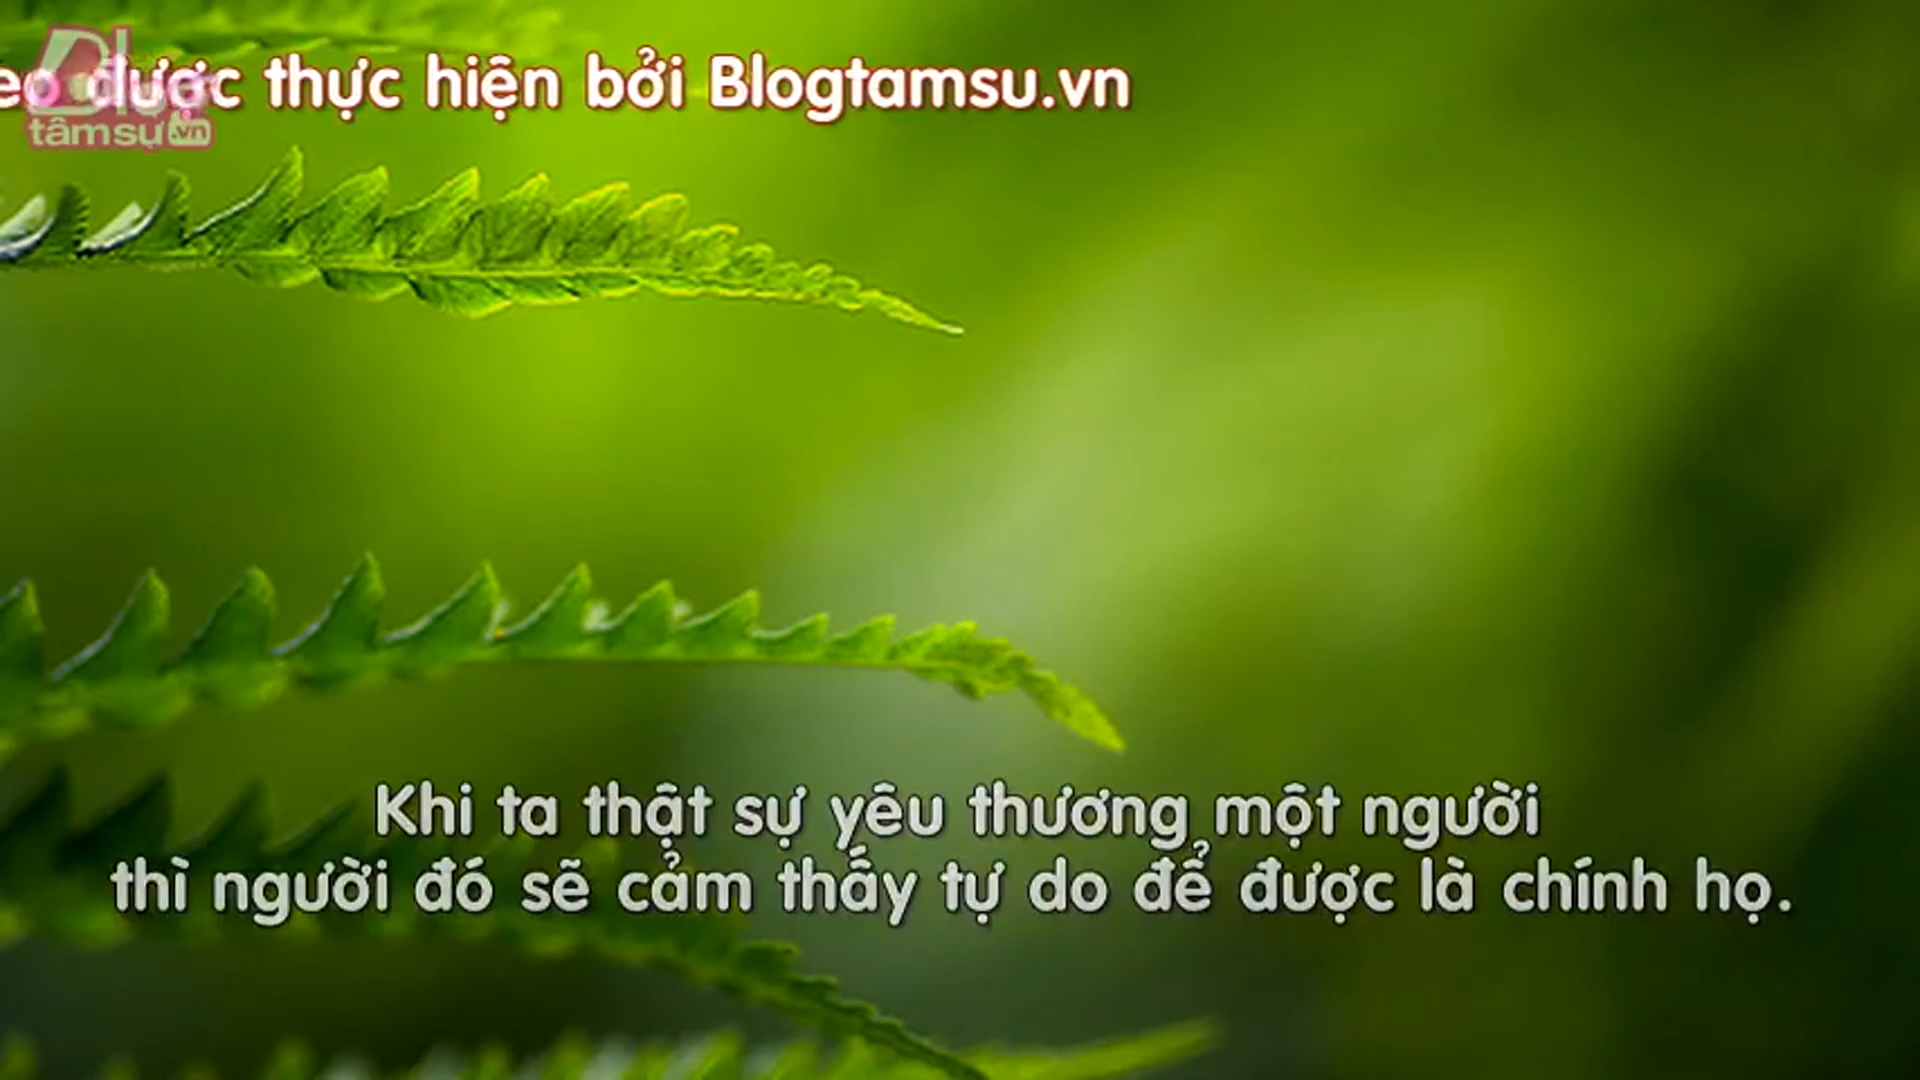 được thực hiện bởi Blogtamsu.vn
tâmsự.vn
Khi ta thật sự yêu thương một người
thì người đó sẽ cảm thấy tự do để được là chính họ.